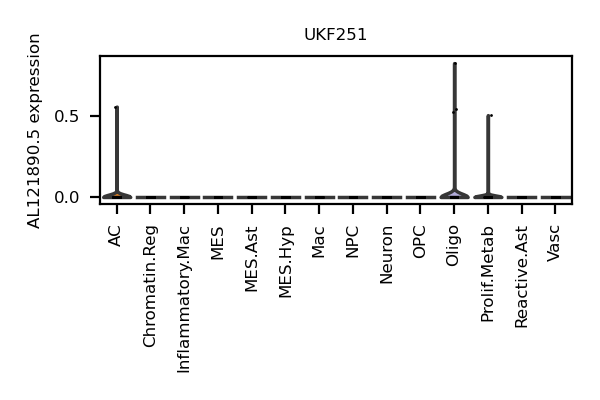 UKF251
AL121890.5 expression
0.5
0.0
AC
Chromatin.Reg
Inflammatory.Mac
MES
MES.Ast
MES.Hyp
Mac
NPC
Neuron
OPC
Oligo
Prolif.Metab
Reactive.Ast
Vasc